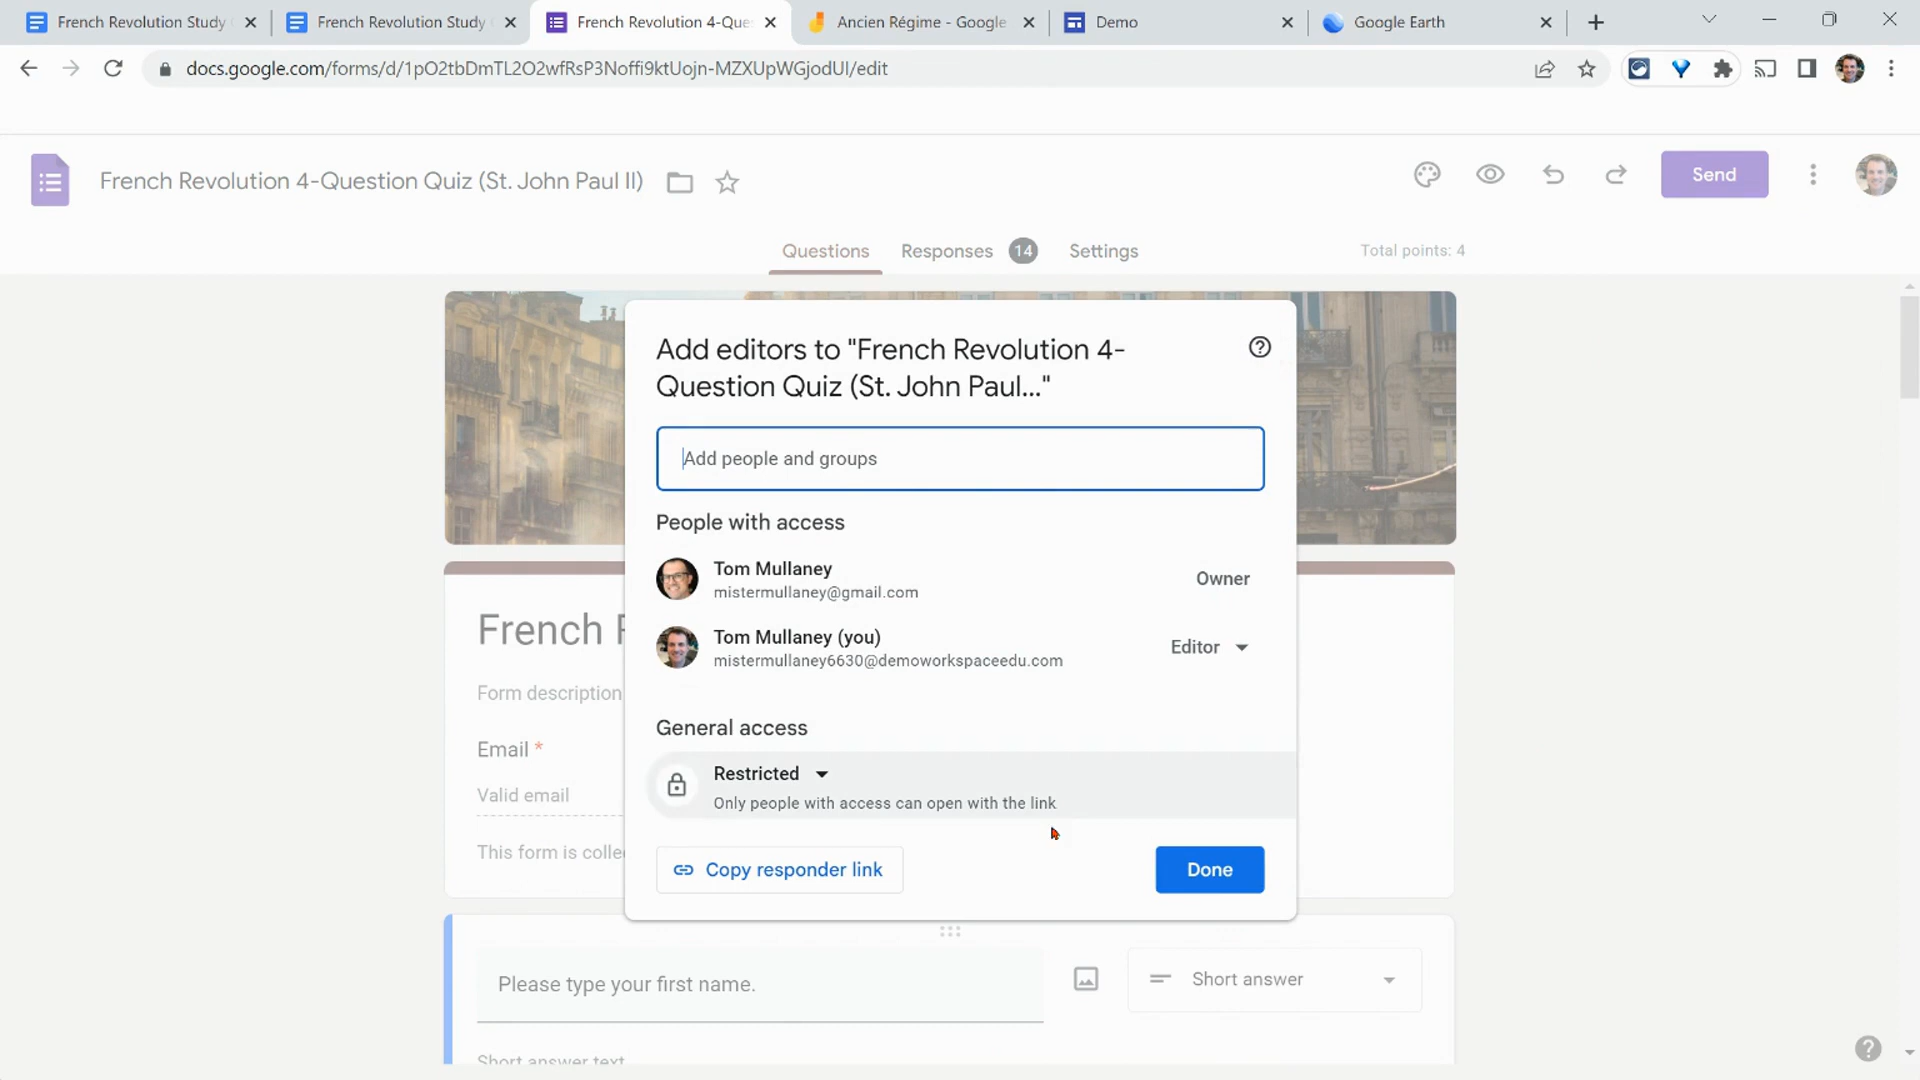 French Revolution Study
French Revolution Study
French Revolution 4-Que
Ancien Régime - Google
Demo
Google Earth
docs.google.com/forms/d/1pO2tbDmTL2O2wfRsP3Noffi9ktUojn-MZXUpWGjodUI/edit
French Revolution 4-Question Quiz (St. John Paul II)
Send
Questions
Responses 14
Settings
Total points: 4
Add editors to "French Revolution 4-
Question Quiz (St. John Paul..."
Add people and groups
People with access
Tom Mullaney
mistermullaney@gmail.com
Owner
Tom Mullaney (you)
mistermullaney6630@demoworkspaceedu.com
Editor
General access
Restricted
Only people with access can open with the link
Copy responder link
Done
French
Form description
Email *
Valid email
This form is colle
Please type your first name.
Short answer
Short answer text